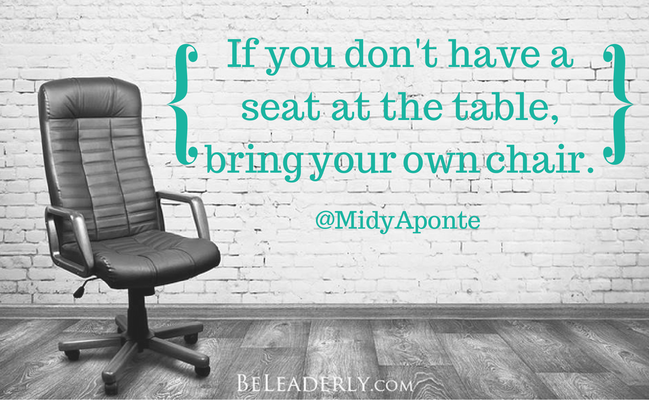 If you don't have a
seat at the table,
bring your own chair.
@MidyAponte
BeLeaderly.com